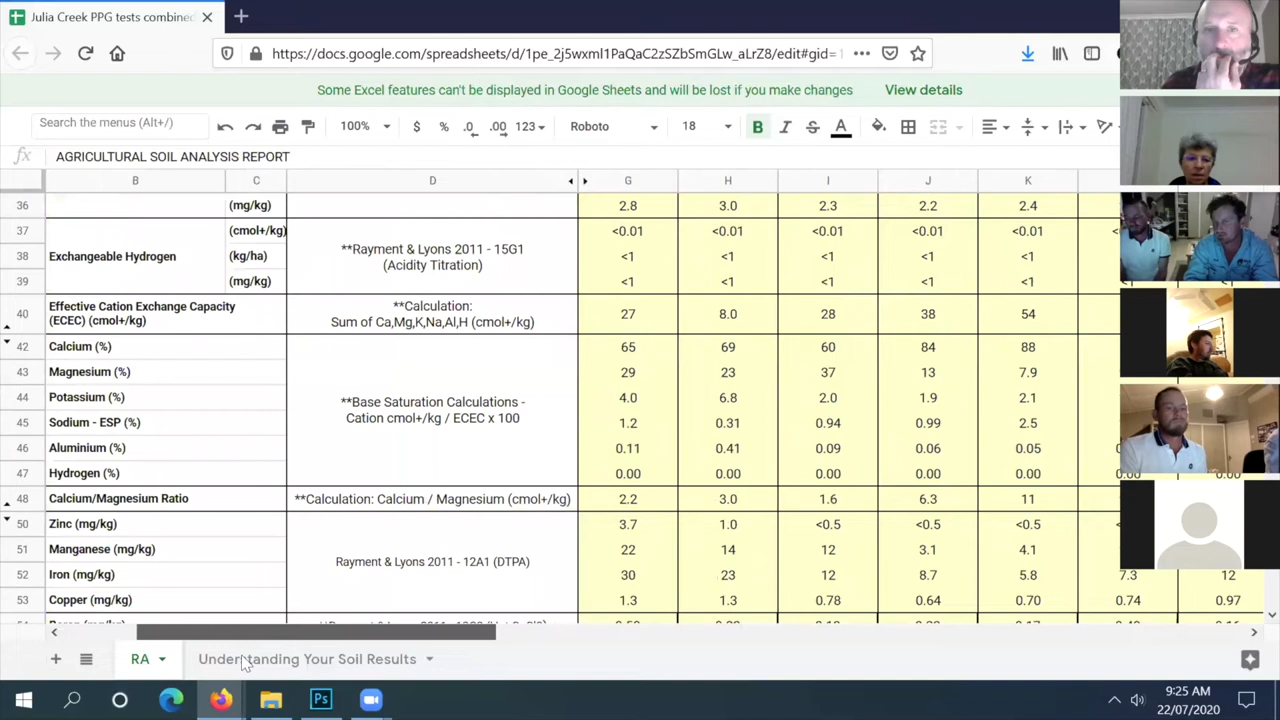 Julia Creek PPG tests combined
https://docs.google.com/spreadsheets/d/1pe_2j5wxml1PaQaC2zSZbSmGLw_aLrZ8/edit#gid=
Some Excel features can't be displayed in Google Sheets and will be lost if you make changes View details
Search the menus (Alt+/) 100% $ % .0 .00 123 Roboto 18 B I S A
fx AGRICULTURAL SOIL ANALYSIS REPORT
B C D G H I J K
36 (mg/kg) 2.8 3.0 2.3 2.2 2.4
37 (cmol+/kg) <0.01 <0.01 <0.01 <0.01 <0.01
38 Exchangeable Hydrogen (kg/ha) **Rayment & Lyons 2011 - 15G1 <1 <1 <1 <1 <1
(Acidity Titration)
39 (mg/kg) <1 <1 <1 <1 <1 <1 <1
40 Effective Cation Exchange Capacity **Calculation: 27 8.0 28 38 54
(ECEC) (cmol+/kg) Sum of Ca,Mg,K,Na,Al,H (cmol+/kg)
42 Calcium (%) 65 69 60 84 88
43 Magnesium (%) 29 23 37 13 7.9
44 Potassium (%) **Base Saturation Calculations - 4.0 6.8 2.0 1.9 2.1
45 Sodium - ESP (%) Cation cmol+/kg / ECEC x 100 1.2 0.31 0.94 0.99 2.5
46 Aluminium (%) 0.11 0.41 0.09 0.06 0.05
47 Hydrogen (%) 0.00 0.00 0.00 0.00 0.00
48 Calcium/Magnesium Ratio **Calculation: Calcium / Magnesium (cmol+/kg) 2.2 3.0 1.6 6.3 11
50 Zinc (mg/kg) 3.7 1.0 <0.5 <0.5 <0.5
51 Manganese (mg/kg) 22 14 12 3.1 4.1
Rayment & Lyons 2011 - 12A1 (DTPA)
52 Iron (mg/kg) 30 23 12 8.7 5.8 7.3 12
53 Copper (mg/kg) 1.3 1.3 0.78 0.64 0.70 0.74 0.97
RA Understanding Your Soil Results
Ps 9:25 AM
22/07/2020